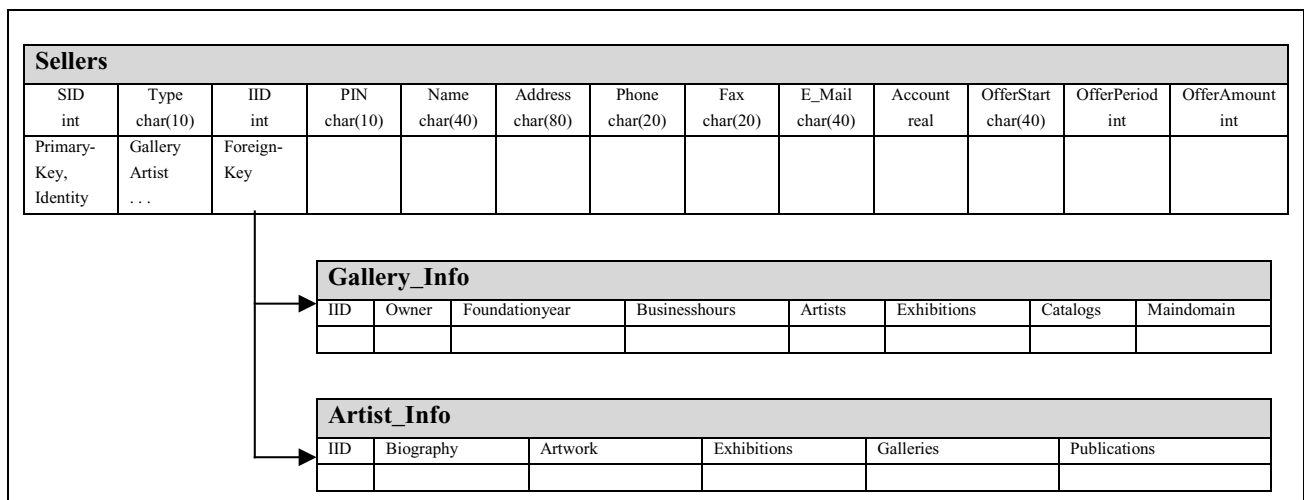 Sellers
SID Type IID PIN Name Address Phone Fax E_Mail Account OfferStart OfferPeriod OfferAmount
int char(10) int char(10) char(40) char(80) char(20) char(20) char(40) real char(40) int int
Primary- Gallery Foreign-
Key, Artist Key
Identity . . .
Gallery_Info
IID Owner Foundationyear Businesshours Artists Exhibitions Catalogs Maindomain
Artist_Info
IID Biography Artwork Exhibitions Galleries Publications